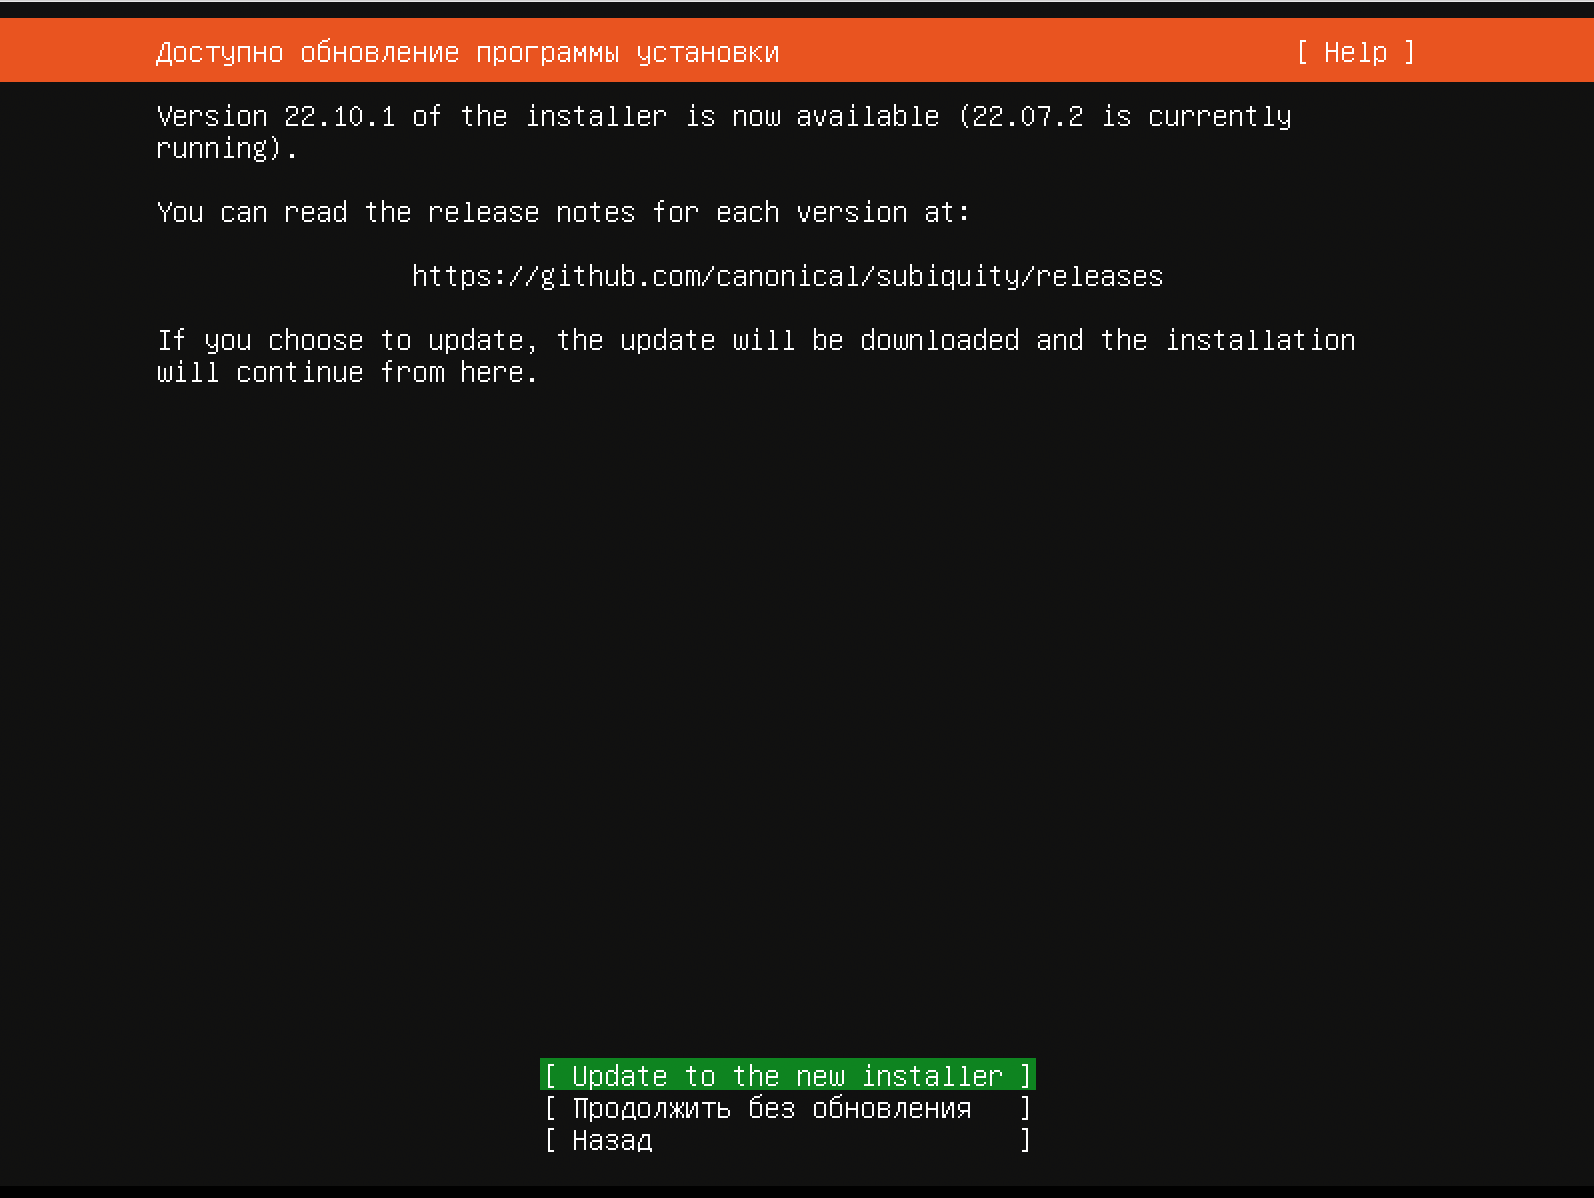 Доступно обновление программы установки [ Help ]
Version 22.10.1 of the installer is now available (22.07.2 is currently
running).
You can read the release notes for each version at:
https://github.com/canonical/subiquity/releases
If you choose to update, the update will be downloaded and the installation
will continue from here.
[ Update to the new installer ]
[ Продолжить без обновления ]
[ Назад ]